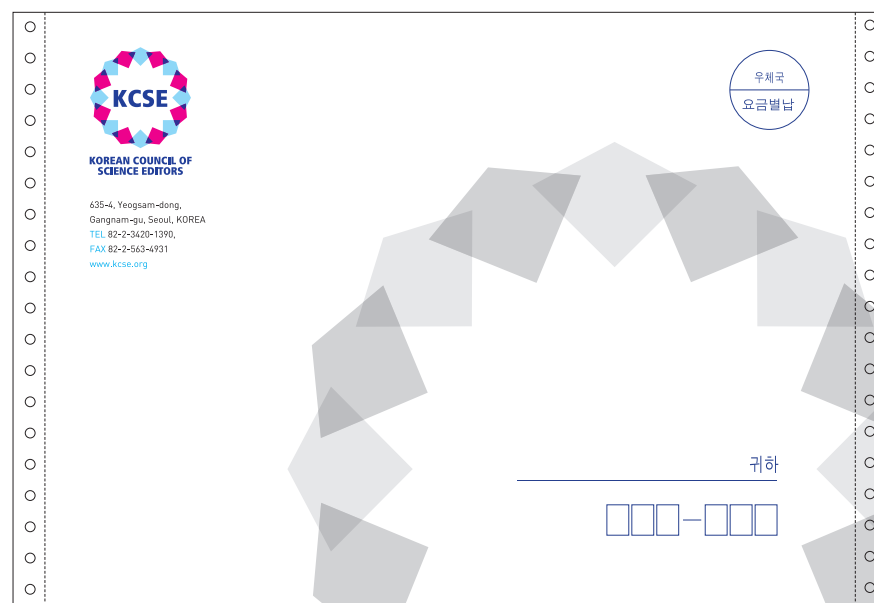 KCSE
KOREAN COUNCIL OF
SCIENCE EDITORS
635-4, Yeogsam-dong,
Gangnam-gu, Seoul, KOREA
TEL 82-2-3420-1390,
FAX 82-2-563-4931
www.kcse.org
우체국
요금별납
귀하